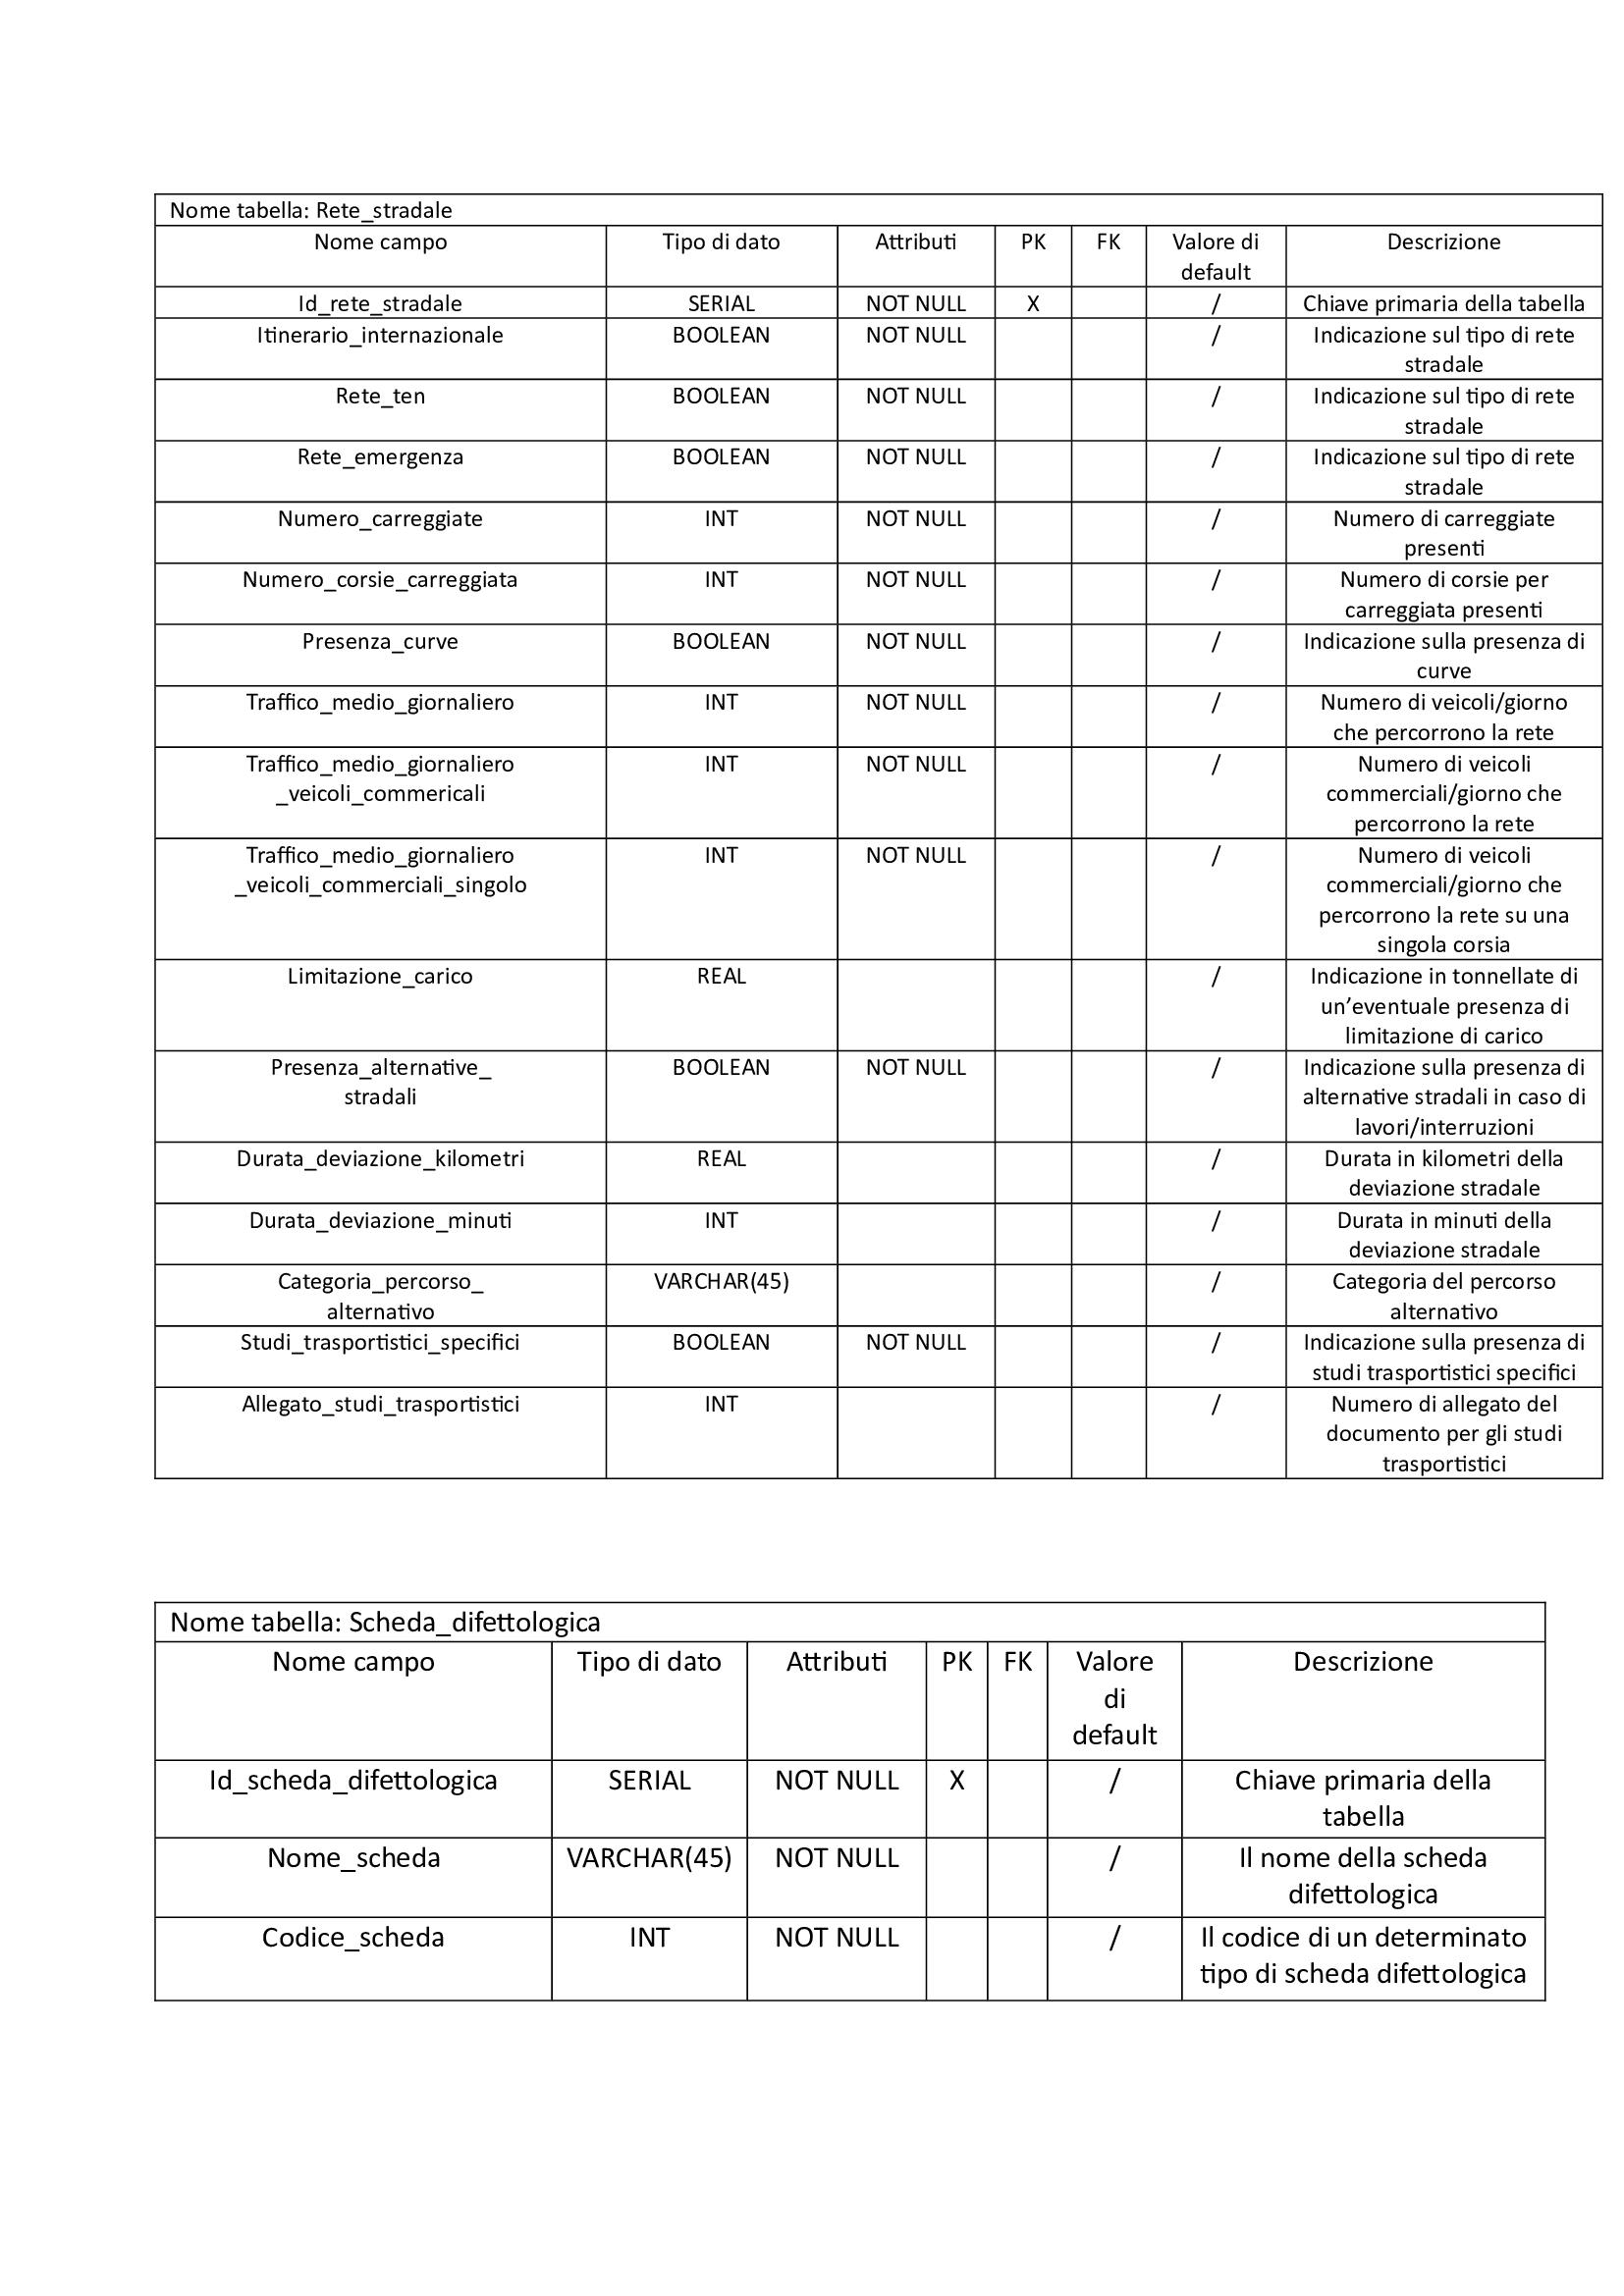 Nome tabella: Rete_stradale
Nome campo Tipo di dato Attributi PK FK Valore di
default Descrizione
Id_rete_stradale SERIAL NOT NULL X / Chiave primaria della tabella
Itinerario_internazionale BOOLEAN NOT NULL / Indicazione sul tipo di rete
stradale
Rete_ten BOOLEAN NOT NULL / Indicazione sul tipo di rete
stradale
Rete_emergenza BOOLEAN NOT NULL / Indicazione sul tipo di rete
stradale
Numero_carreggiate INT NOT NULL / Numero di carreggiate
presenti
Numero_corsie_carreggiata INT NOT NULL / Numero di corsie per
carreggiata presenti
Presenza_curve BOOLEAN NOT NULL / Indicazione sulla presenza di
curve
Traffico_medio_giornaliero INT NOT NULL / Numero di veicoli/giorno
che percorrono la rete
Traffico_medio_giornaliero INT NOT NULL / Numero di veicoli
_veicoli_commericali commerciali/giorno che
percorrono la rete
Traffico_medio_giornaliero INT NOT NULL / Numero di veicoli
_veicoli_commerciali_singolo commerciali/giorno che
percorrono la rete su una
singola corsia
Limitazione_carico REAL / Indicazione in tonnellate di
un’eventuale presenza di
limitazione di carico
Presenza_alternative_ BOOLEAN NOT NULL / Indicazione sulla presenza di
stradali alternative stradali in caso di
lavori/interruzioni
Durata_deviazione_kilometri REAL / Durata in kilometri della
deviazione stradale
Durata_deviazione_minuti INT / Durata in minuti della
deviazione stradale
Categoria_percorso_ VARCHAR(45) / Categoria del percorso
alternativo alternativo
Studi_trasportistici_specifici BOOLEAN NOT NULL / Indicazione sulla presenza di
studi trasportistici specifici
Allegato_studi_trasportistici INT / Numero di allegato del
documento per gli studi
trasportistici
Nome tabella: Scheda_difettologica
Nome campo Tipo di dato Attributi PK FK Valore Descrizione
di
default
Id_scheda_difettologica SERIAL NOT NULL X / Chiave primaria della
tabella
Nome_scheda VARCHAR(45) NOT NULL / Il nome della scheda
difettologica
Codice_scheda INT NOT NULL / Il codice di un determinato
tipo di scheda difettologica